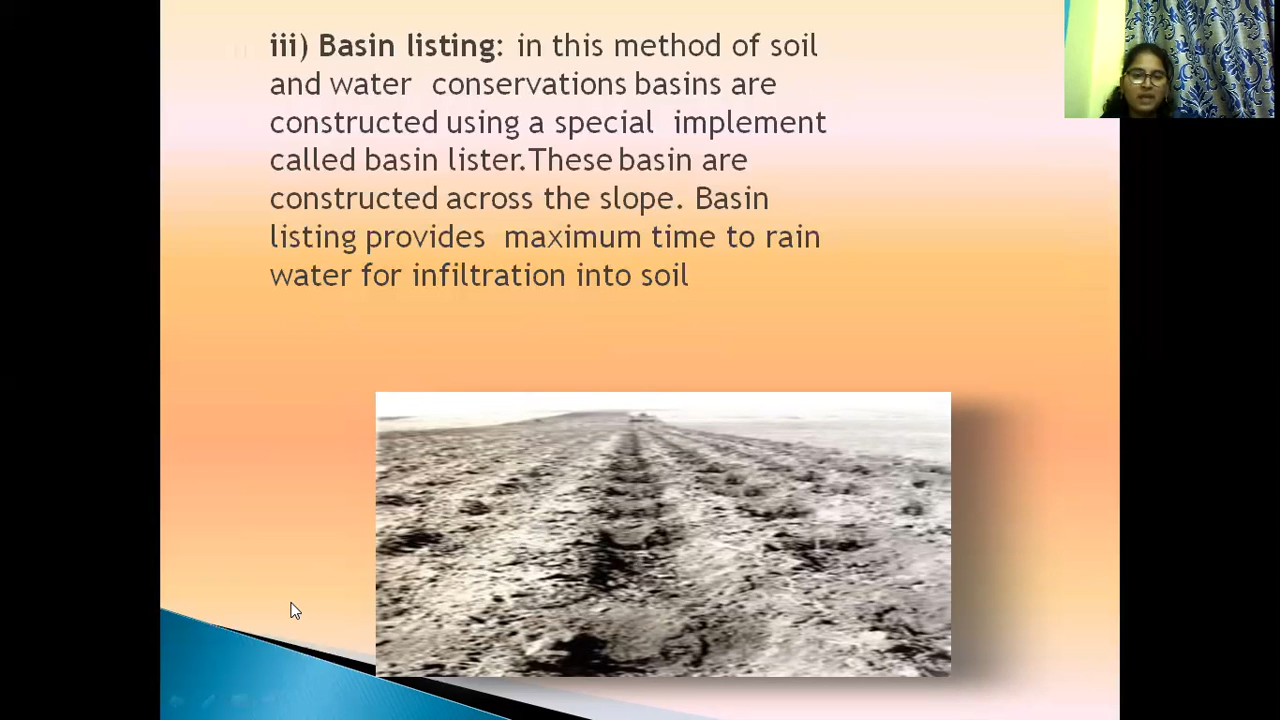 iii) Basin listing: in this method of soil
and water conservations basins are
constructed using a special implement
called basin lister.These basin are
constructed across the slope. Basin
listing provides maximum time to rain
water for infiltration into soil